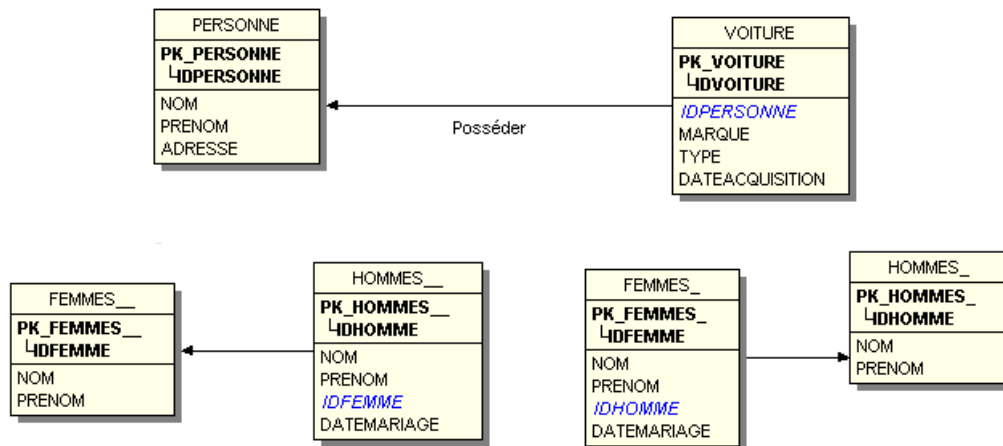 PERSONNE
PK_PERSONNE
IDPERSONNE
NOM
PRENOM
ADRESSE
Posséder
VOITURE
PK_VOITURE
IDVOITURE
IDPERSONNE
MARQUE
TYPE
DATEACQUISITION
FEMMES__
PK_FEMMES__
IDFEMME
NOM
PRENOM
HOMMES__
PK_HOMMES__
IDHOMME
NOM
PRENOM
IDFEMME
DATEMARIAGE
FEMMES_
PK_FEMMES_
IDFEMME
NOM
PRENOM
IDHOMME
DATEMARIAGE
HOMMES_
PK_HOMMES_
IDHOMME
NOM
PRENOM